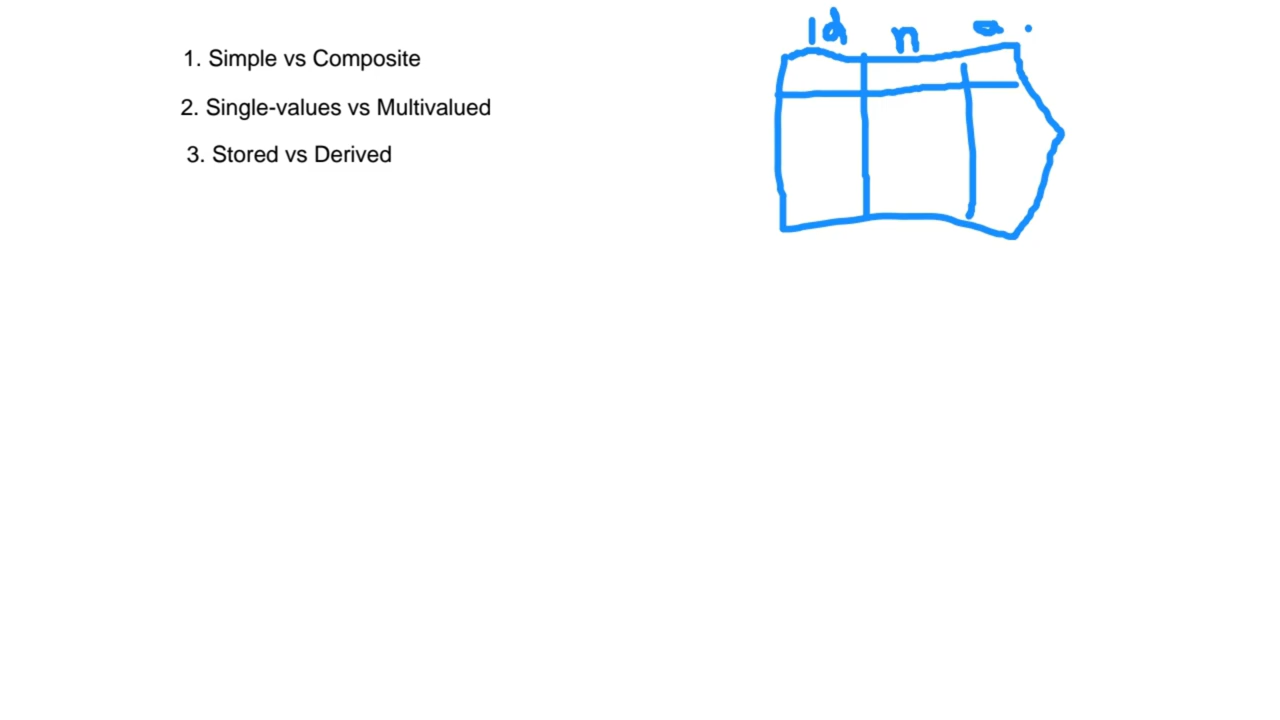 1. Simple vs Composite
2. Single-values vs Multivalued
3. Stored vs Derived
id n a